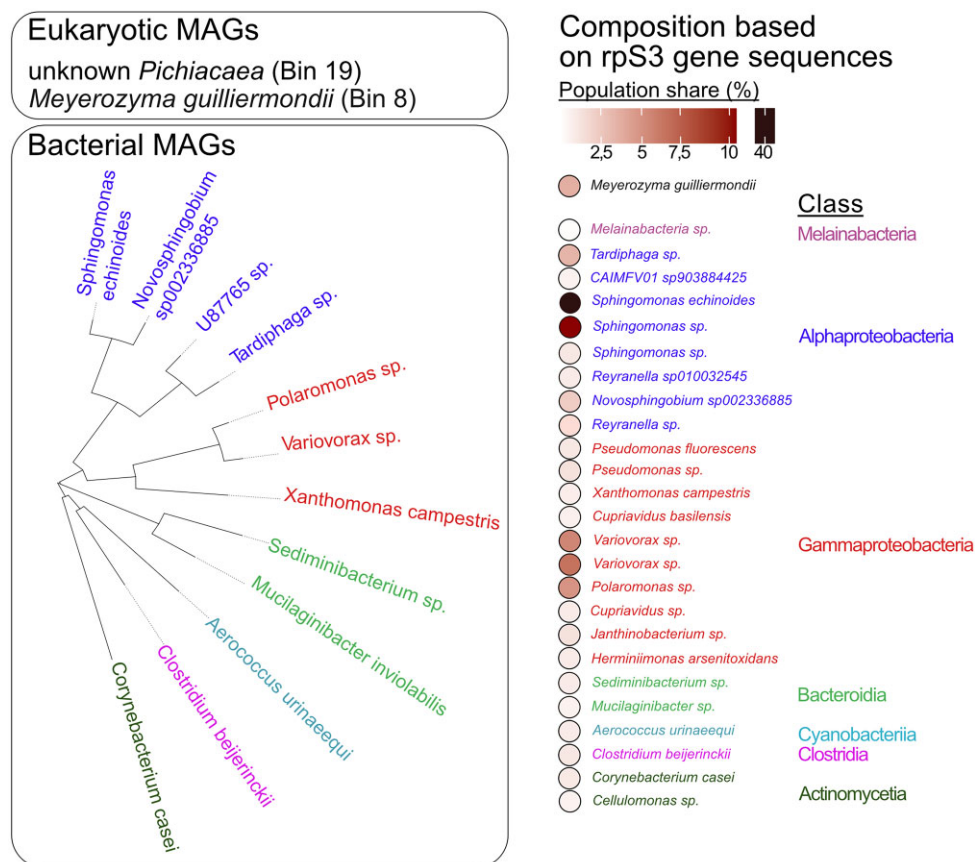 Eukaryotic MAGs
unknown Pichiacaea (Bin 19)
Meyerozyma guilliermondii (Bin 8)
Bacterial MAGs
Sphingomonas
echinoides
Novosphingobium
sp002336885
U87765 sp.
Tardiphaga sp.
Polaromonas sp.
Variovorax sp.
Xanthomonas campestris
Sediminibacterium sp.
Mucilaginibacter inviolabilis
Aerococcus urinaeequi
Clostridium beijerinckii
Corynebacterium casei
Composition based
on rpS3 gene sequences
Population share (%)
2,5 5 7,5 10 40
Meyerozyma guilliermondii
Class
Melainabacteria sp.
Melainabacteria
Tardiphaga sp.
CAIMFV01 sp903884425
Sphingomonas echinoides
Sphingomonas sp.
Alphaproteobacteria
Sphingomonas sp.
Reyranella sp010032545
Novosphingobium sp002336885
Reyranella sp.
Pseudomonas fluorescens
Pseudomonas sp.
Xanthomonas campestris
Cupriavidus basilensis
Variovorax sp.
Gammaproteobacteria
Variovorax sp.
Polaromonas sp.
Cupriavidus sp.
Janthinobacterium sp.
Herminiimonas arsenitoxidans
Sediminibacterium sp.
Bacteroidia
Mucilaginibacter sp.
Aerococcus urinaeequi
Cyanobacteriia
Clostridium beijerinckii
Clostridia
Corynebacterium casei
Actinomycetia
Cellulomonas sp.